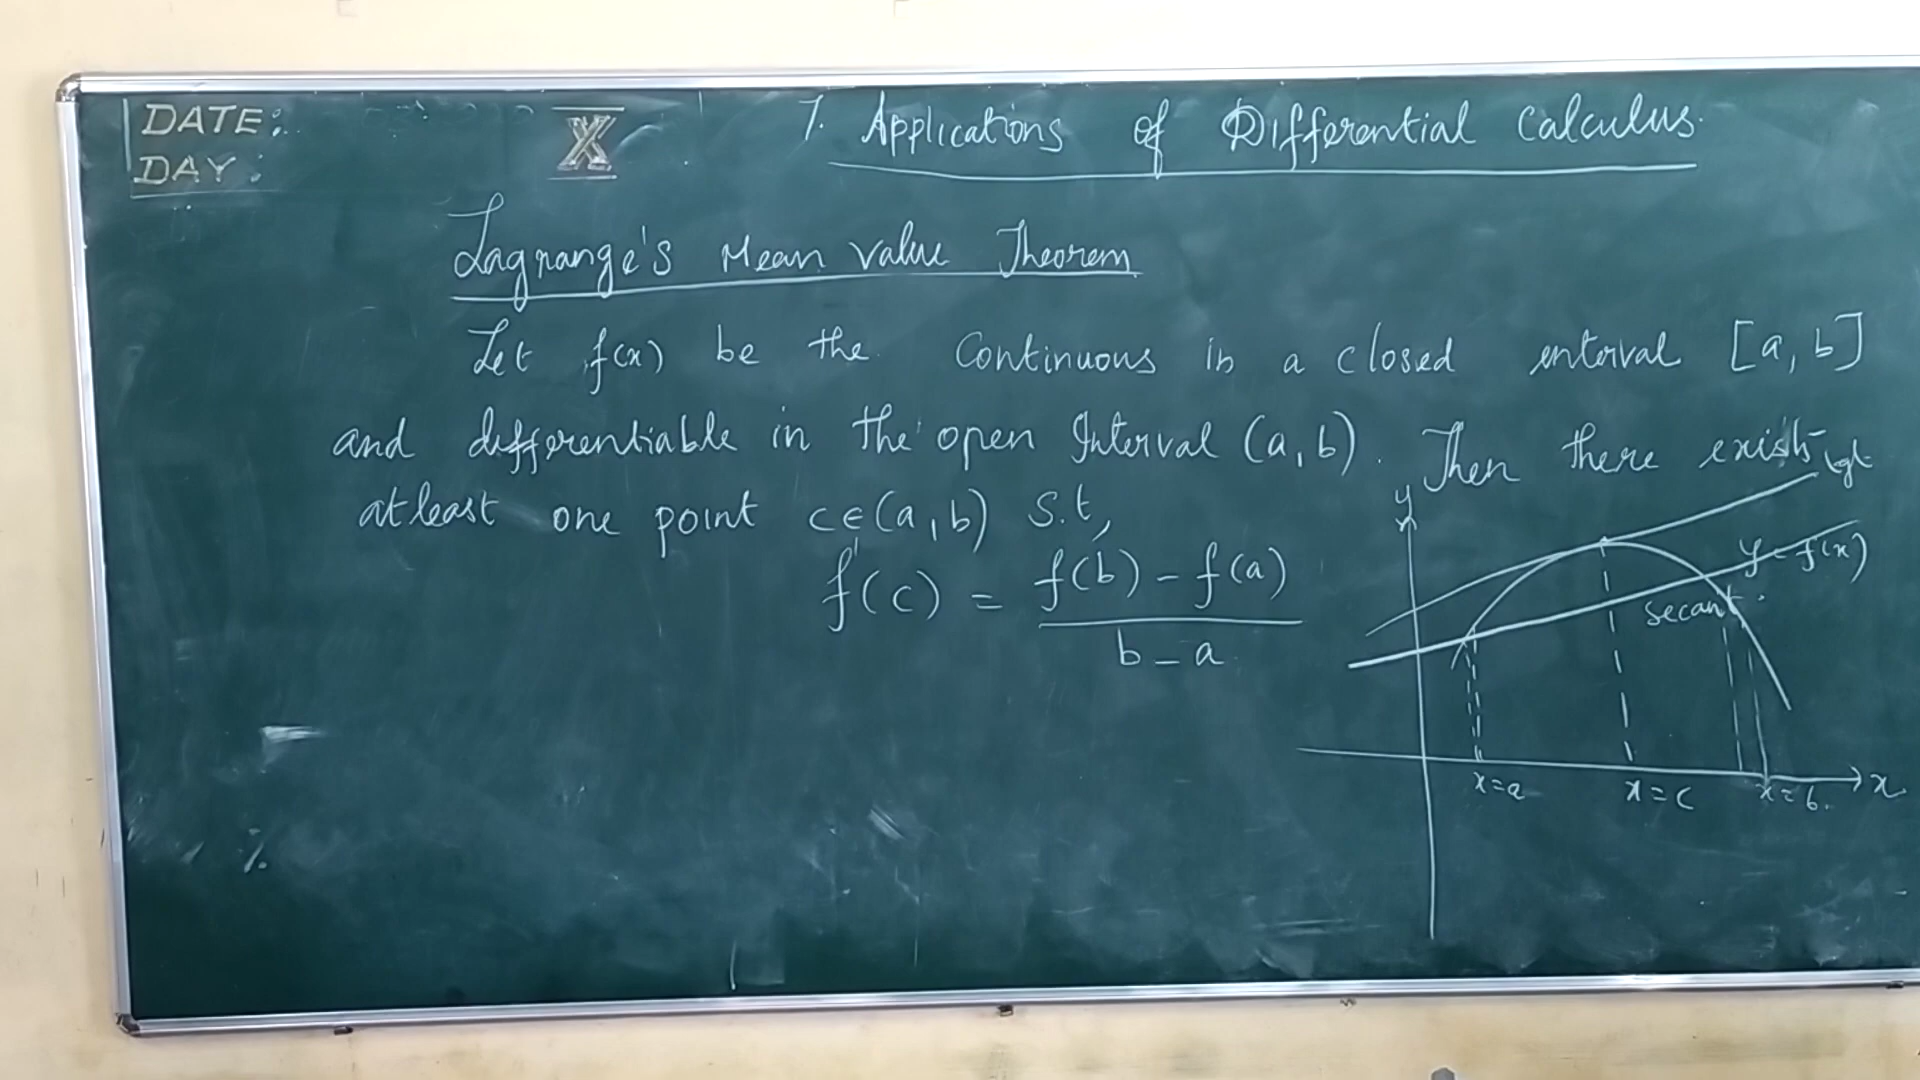 DATE:
DAY:
X
7. Applications of Differential Calculus.
Lagrange's Mean Value Theorem
Let f(x) be the Continuous in a closed interval [a, b]
and differentiable in the open Interval (a, b). Then there exist
atleast one point c∈(a, b) s.t,
f'(c) = f(b) - f(a)
b - a
y
tgt
y = f(x)
secant
x=a
x=c
x=b.
x